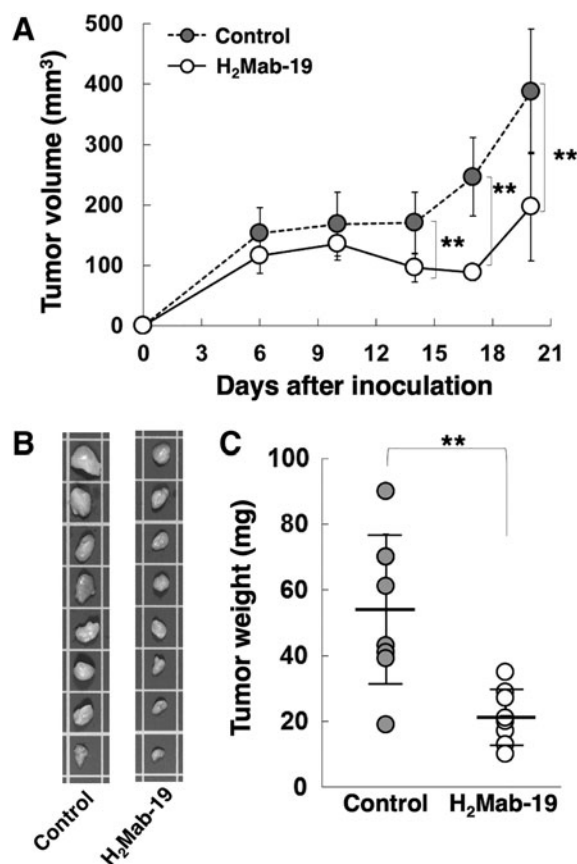 A
Tumor volume (mm³)
500
400
300
200
100
0
Control
H₂Mab-19
**
**
**
0 3 6 9 12 15 18 21
Days after inoculation
B
Control
H₂Mab-19
C
**
Tumor weight (mg)
100
80
60
40
20
0
Control H₂Mab-19